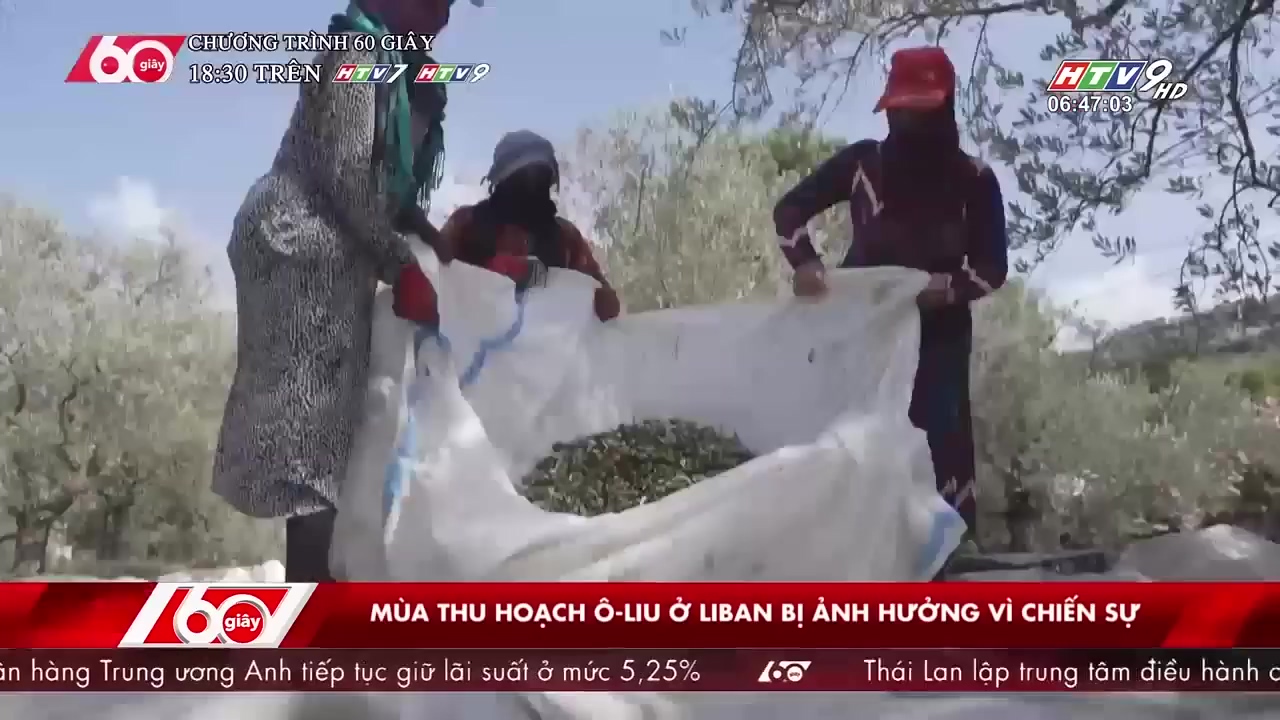 60 giây
CHƯƠNG TRÌNH 60 GIÂY
18:30 TRÊN HTV7 HTV9
HTV9 HD
06:47:03
60 giây
MÙA THU HOẠCH Ô-LIU Ở LIBAN BỊ ẢNH HƯỞNG VÌ CHIẾN SỰ
hàng Trung ương Anh tiếp tục giữ lãi suất ở mức 5,25% 60 Thái Lan lập trung tâm điều hành